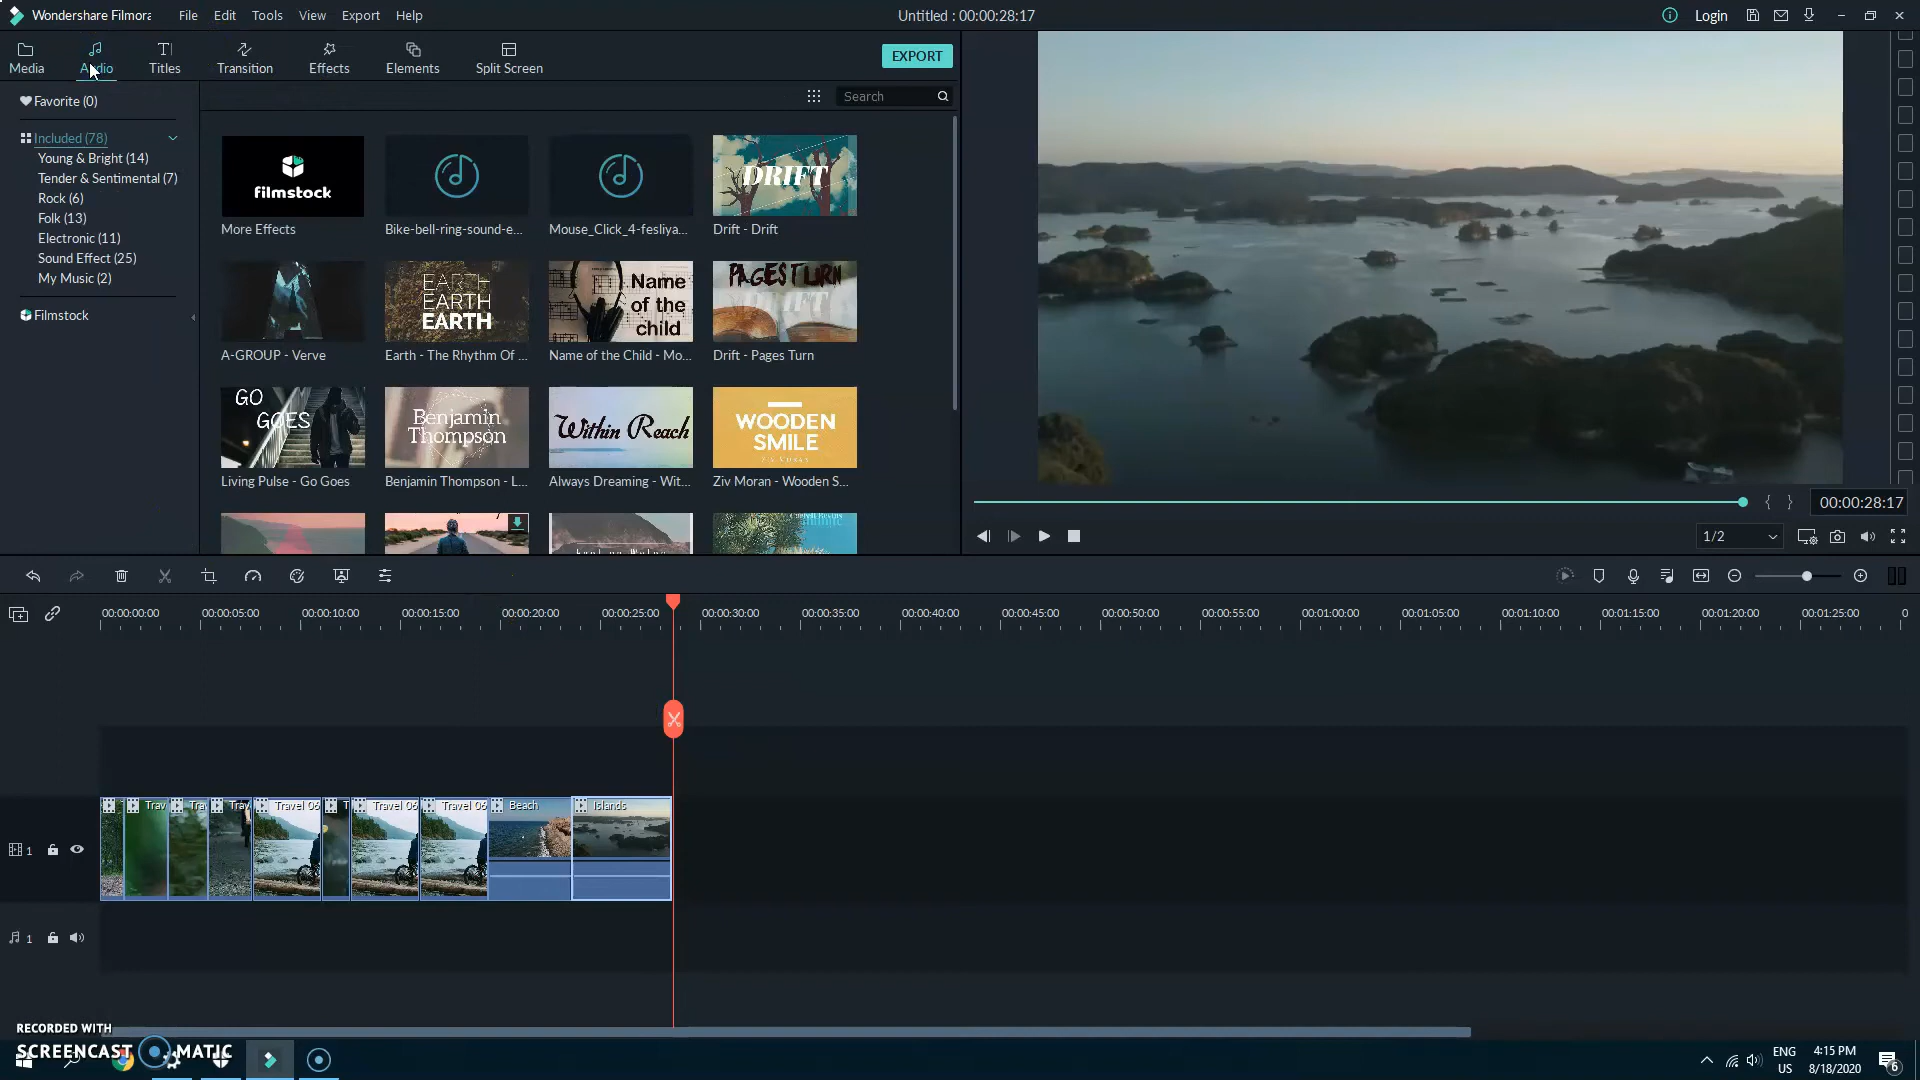 Wondershare Filmora
File Edit Tools View Export Help
Untitled : 00:00:28:17
Login
Media Audio Titles Transition Effects Elements Split Screen
EXPORT
Favorite (0)
Search
Included (78)
Young & Bright (14)
Tender & Sentimental (7)
Rock (6)
Folk (13)
Electronic (11)
Sound Effect (25)
My Music (2)
Filmstock
filmstock
DRIFT
More Effects
Bike-bell-ring-sound-e...
Mouse_Click_4-fesliya...
Drift - Drift
EARTH
EARTH
EARTH
Name
of the
child
PAGES TURN
DRIFT
A-GROUP - Verve
Earth - The Rhythm Of ...
Name of the Child - Mo...
Drift - Pages Turn
GO
GOES
Benjamin
Thompson
Within Reach
WOODEN
SMILE
ZIV MORAN
Living Pulse - Go Goes
Benjamin Thompson - L...
Always Dreaming - Wit...
Ziv Moran - Wooden S...
{ } 00:00:28:17
1/2
00:00:00:00 00:00:05:00 00:00:10:00 00:00:15:00 00:00:20:00 00:00:25:00 00:00:30:00 00:00:35:00 00:00:40:00 00:00:45:00 00:00:50:00 00:00:55:00 00:01:00:00 00:01:05:00 00:01:10:00 00:01:15:00 00:01:20:00 00:01:25:00 0
Trav Tra Trav Travel 06 T Travel 06 Travel 06 Beach Islands
1
1
RECORDED WITH
SCREENCAST MATIC
ENG
US
4:15 PM
8/18/2020
6